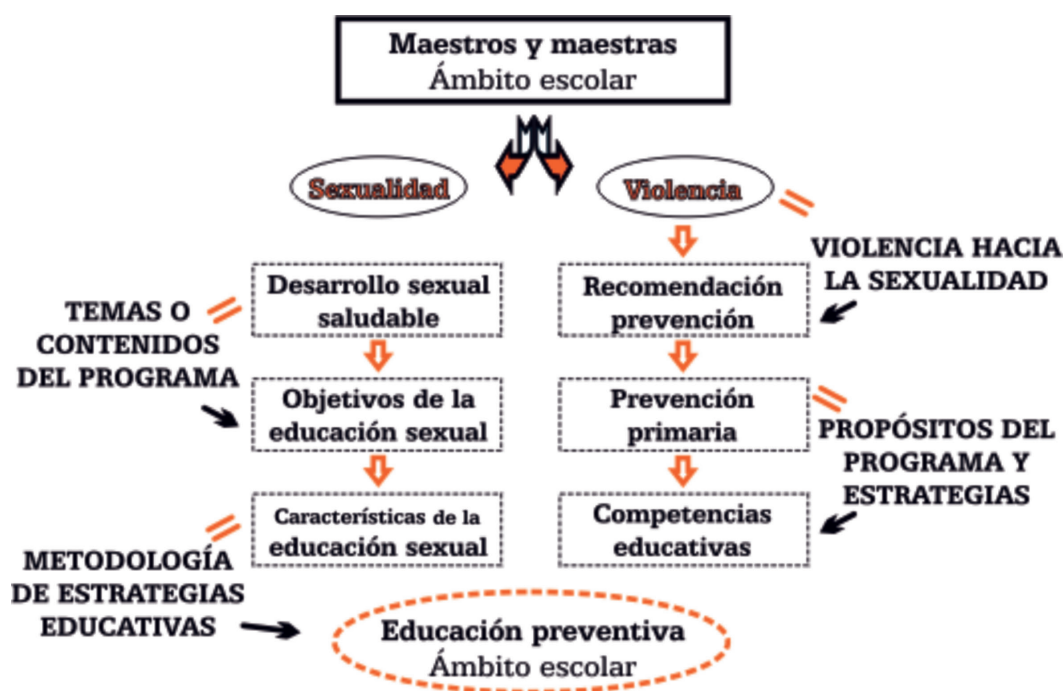 Maestros y maestras
Ámbito escolar
Sexualidad
Violencia
VIOLENCIA HACIA
LA SEXUALIDAD
Desarrollo sexual
saludable
Recomendación
prevención
TEMAS O
CONTENIDOS
DEL PROGRAMA
Objetivos de la
educación sexual
Prevención
primaria
PROPÓSITOS DEL
PROGRAMA Y
ESTRATEGIAS
Características de la
educación sexual
Competencias
educativas
METODOLOGÍA
DE ESTRATEGIAS
EDUCATIVAS
Educación preventiva
Ámbito escolar